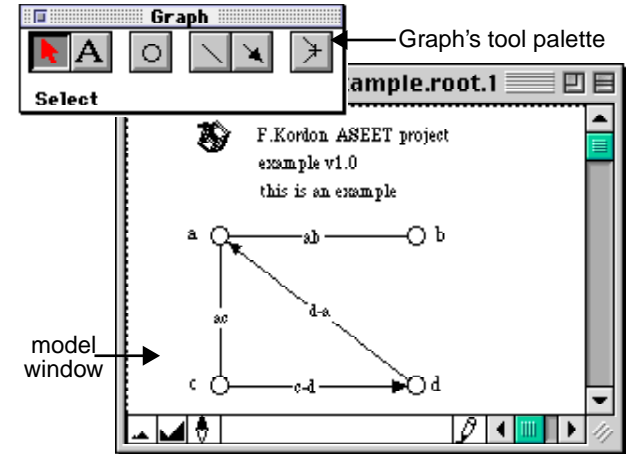 Graph
A
Select
Graph's tool palette
ample.root.1
F.Kordon ASEET project
example v1.0
this is an example
a
ab
b
ac
d-a
model
window
c
c-d
d